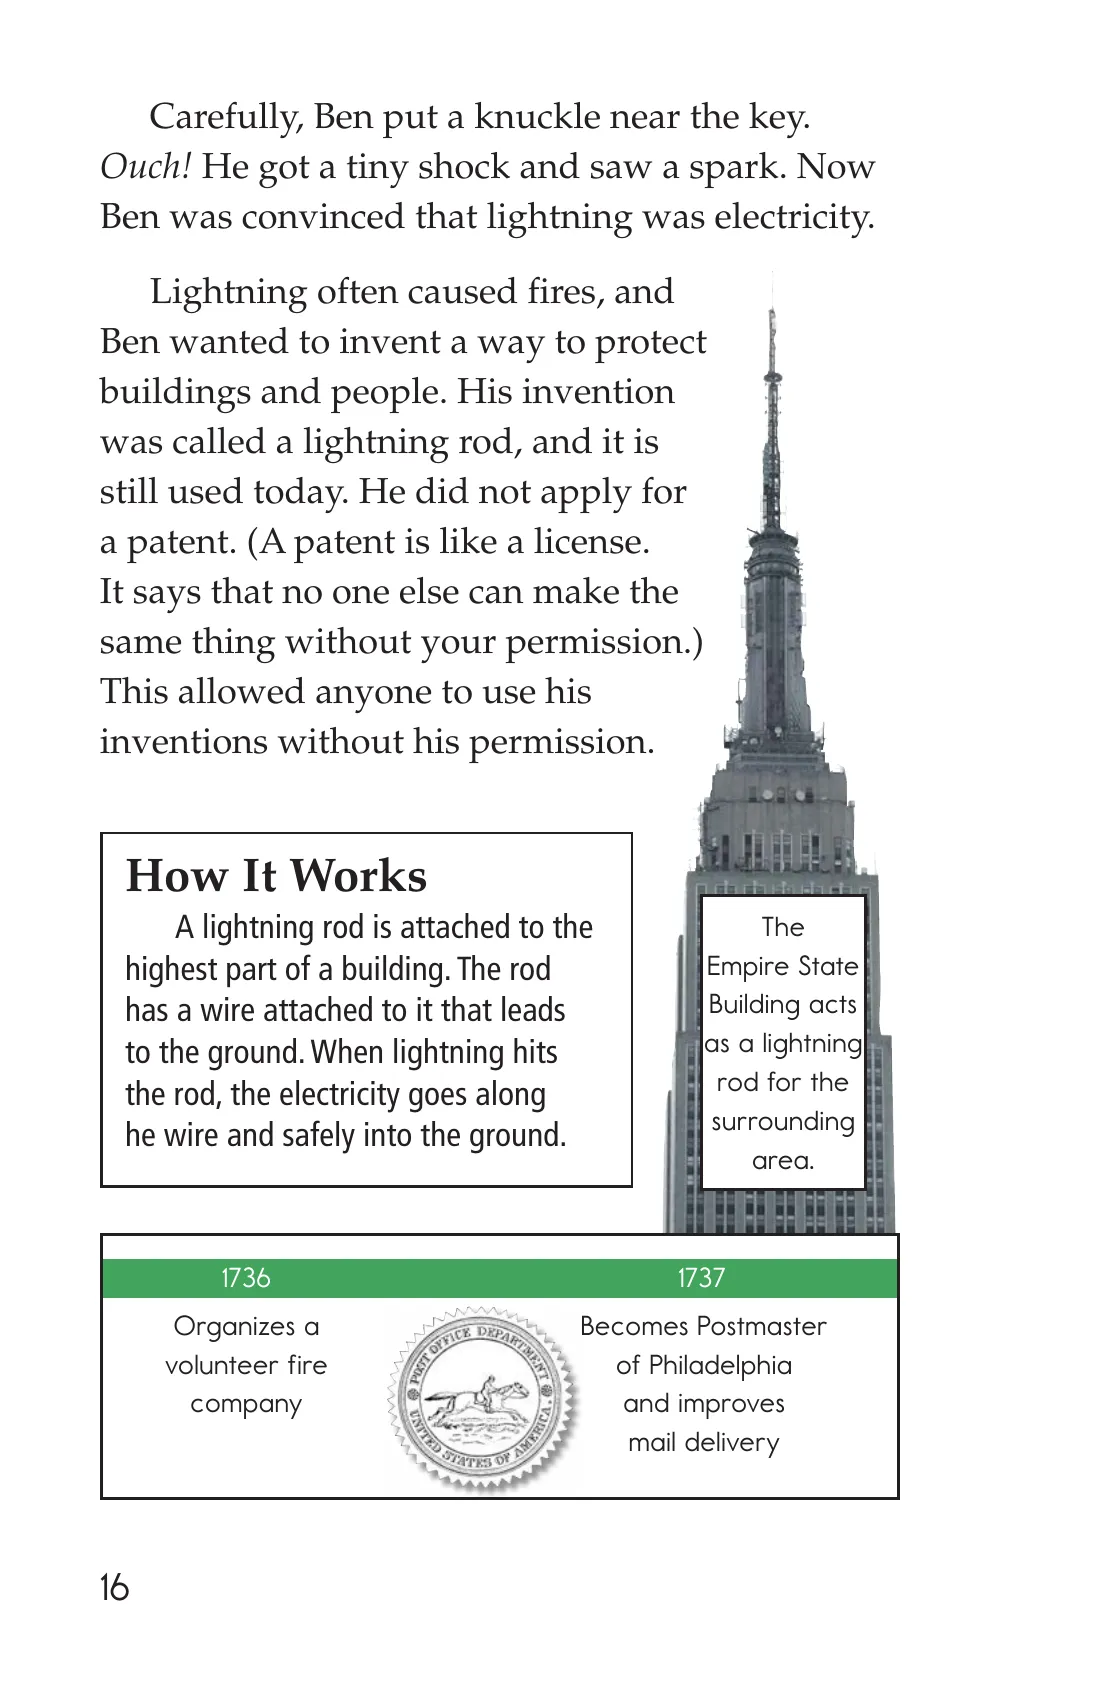 Carefully, Ben put a knuckle near the key.
Ouch! He got a tiny shock and saw a spark. Now
Ben was convinced that lightning was electricity.
Lightning often caused fires, and
Ben wanted to invent a way to protect
buildings and people. His invention
was called a lightning rod, and it is
still used today. He did not apply for
a patent. (A patent is like a license.
It says that no one else can make the
same thing without your permission.)
This allowed anyone to use his
inventions without his permission.
How It Works
A lightning rod is attached to the
highest part of a building. The rod
has a wire attached to it that leads
to the ground. When lightning hits
the rod, the electricity goes along
he wire and safely into the ground.
The
Empire State
Building acts
as a lightning
rod for the
surrounding
area.
1736
Organizes a
volunteer fire
company
POST OFFICE DEPARTMENT
UNITED STATES OF AMERICA.
1737
Becomes Postmaster
of Philadelphia
and improves
mail delivery
16